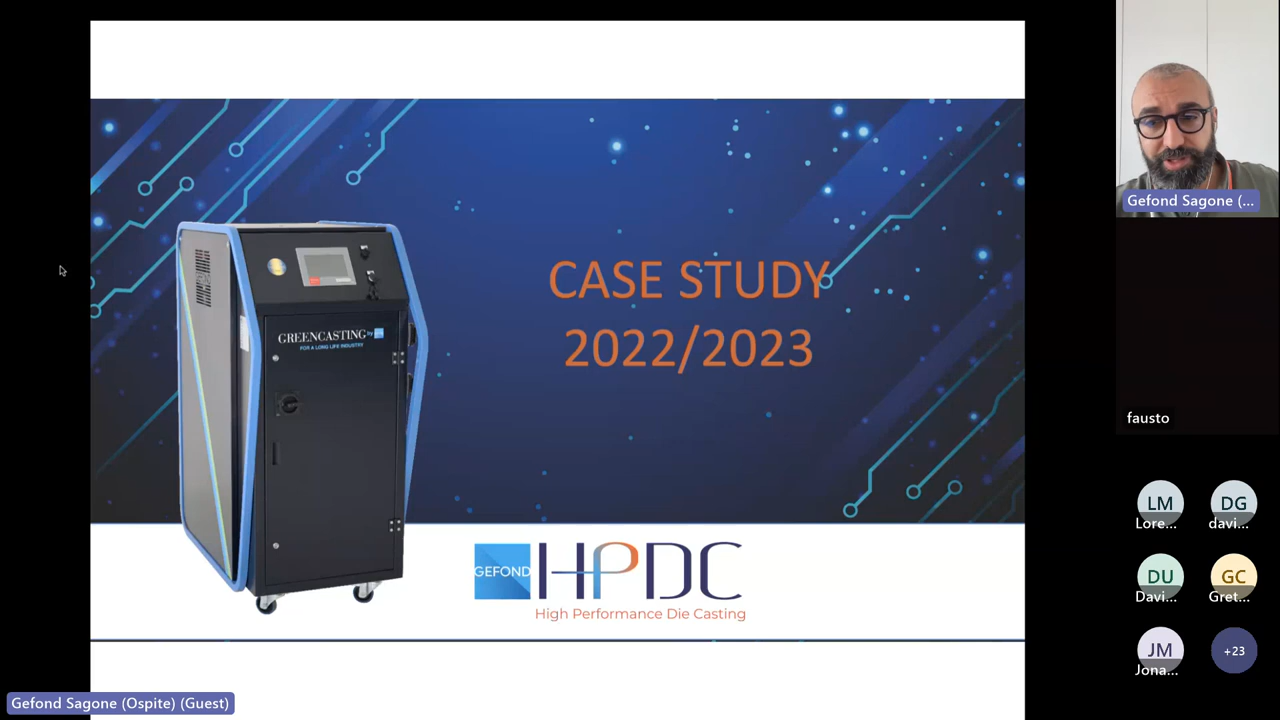 CASE STUDY
2022/2023
GREENCASTING by
FOR A LONG LIFE INDUSTRY
GEFOND
HPDC
High Performance Die Casting
Gefond Sagone (Ospite) (Guest)
Gefond Sagone (...
fausto
LM
Lore...
DG
davi...
DU
Davi...
GC
Gret...
JM
Jona...
+23